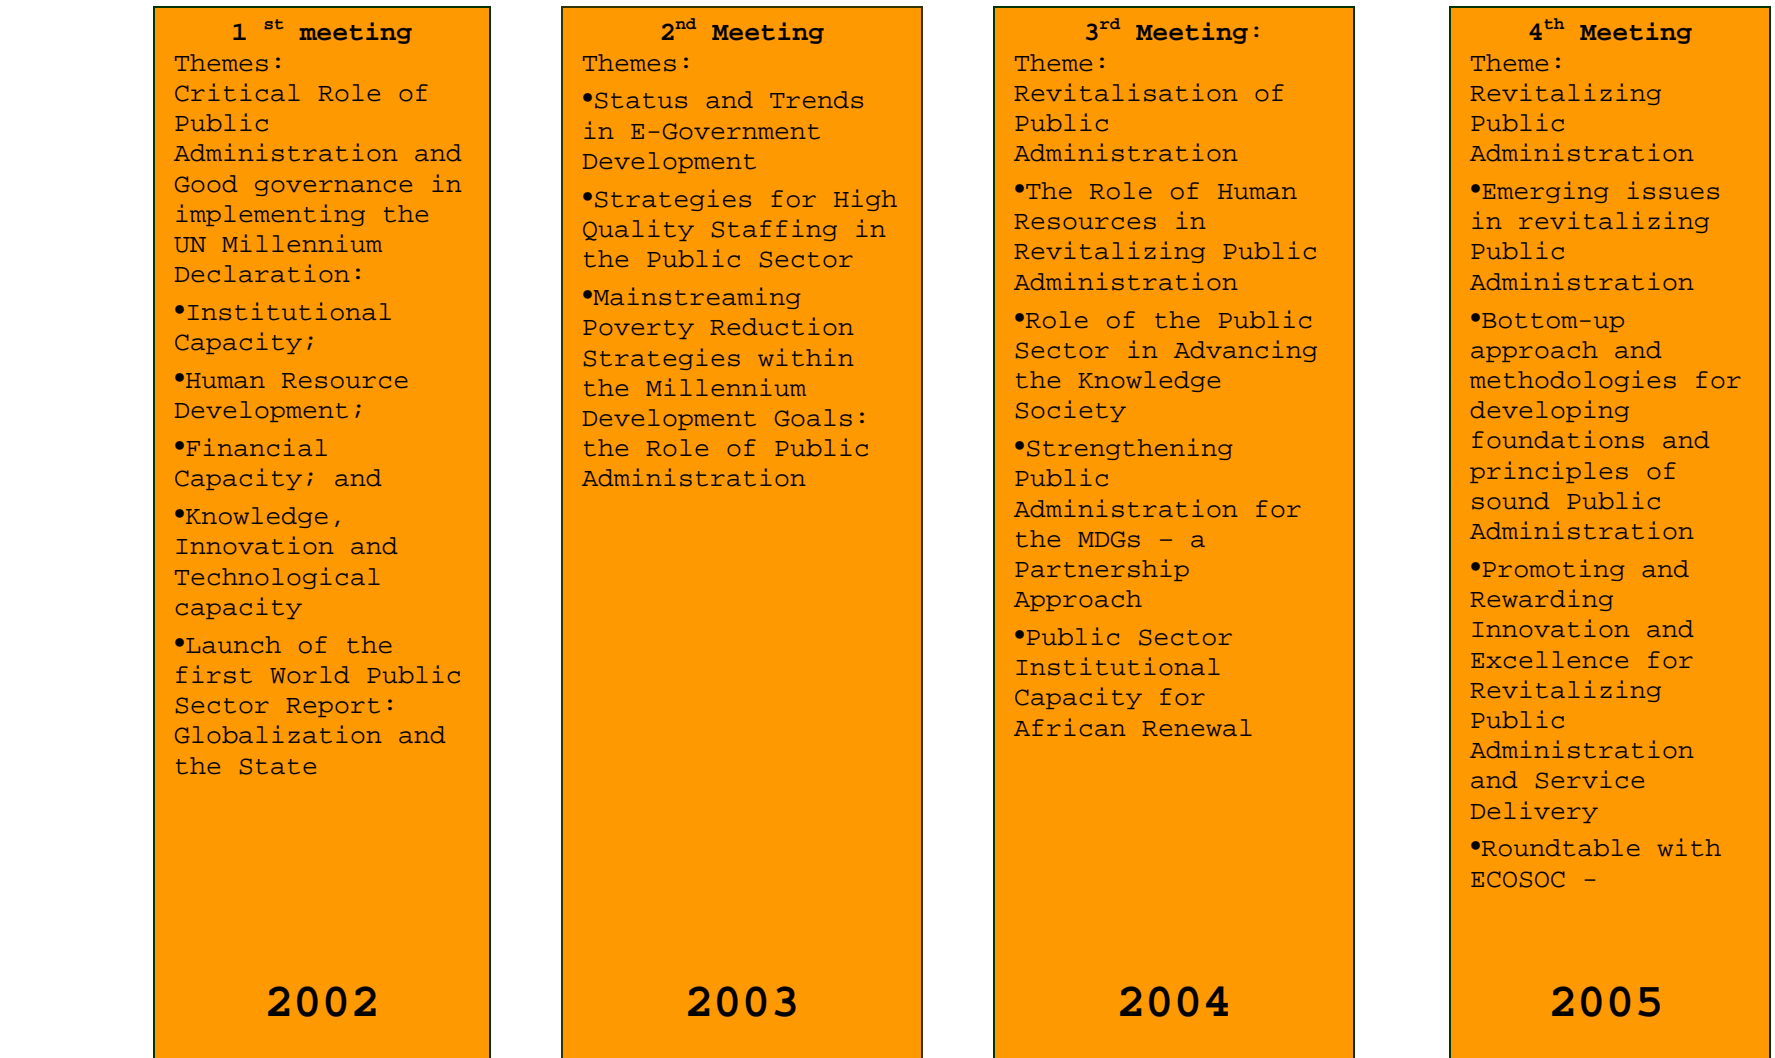 1 st meeting
Themes:
Critical Role of
Public
Administration and
Good governance in
implementing the
UN Millennium
Declaration:
•Institutional
Capacity;
•Human Resource
Development;
•Financial
Capacity; and
•Knowledge,
Innovation and
Technological
capacity
•Launch of the
first World Public
Sector Report:
Globalization and
the State
2002
2nd Meeting
Themes:
•Status and Trends
in E-Government
Development
•Strategies for High
Quality Staffing in
the Public Sector
•Mainstreaming
Poverty Reduction
Strategies within
the Millennium
Development Goals:
the Role of Public
Administration
2003
3rd Meeting:
Theme:
Revitalisation of
Public
Administration
•The Role of Human
Resources in
Revitalizing Public
Administration
•Role of the Public
Sector in Advancing
the Knowledge
Society
•Strengthening
Public
Administration for
the MDGs – a
Partnership
Approach
•Public Sector
Institutional
Capacity for
African Renewal
2004
4th Meeting
Theme:
Revitalizing
Public
Administration
•Emerging issues
in revitalizing
Public
Administration
•Bottom-up
approach and
methodologies for
developing
foundations and
principles of
sound Public
Administration
•Promoting and
Rewarding
Innovation and
Excellence for
Revitalizing
Public
Administration
and Service
Delivery
•Roundtable with
ECOSOC -
2005